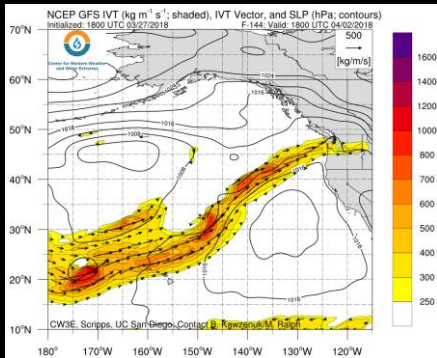 NCEP GFS IVT (kg m⁻¹ s⁻¹; shaded), IVT Vector, and SLP (hPa; contours)
Initialized: 1800 UTC 03/27/2018 F-144: Valid: 1800 UTC 04/02/2018
500
[kg/m/s]
Center for Western Weather
and Water Extremes
70°N
60°N
50°N
40°N
30°N
20°N
10°N
180°
170°W
160°W
150°W
140°W
130°W
120°W
1024
1016
1016
1016
1008
1008
1016
1016
1016
1600
1400
1200
1000
800
700
600
500
400
300
250
CW3E, Scripps, UC San Diego, Contact B. Kawzenuk/M. Ralph